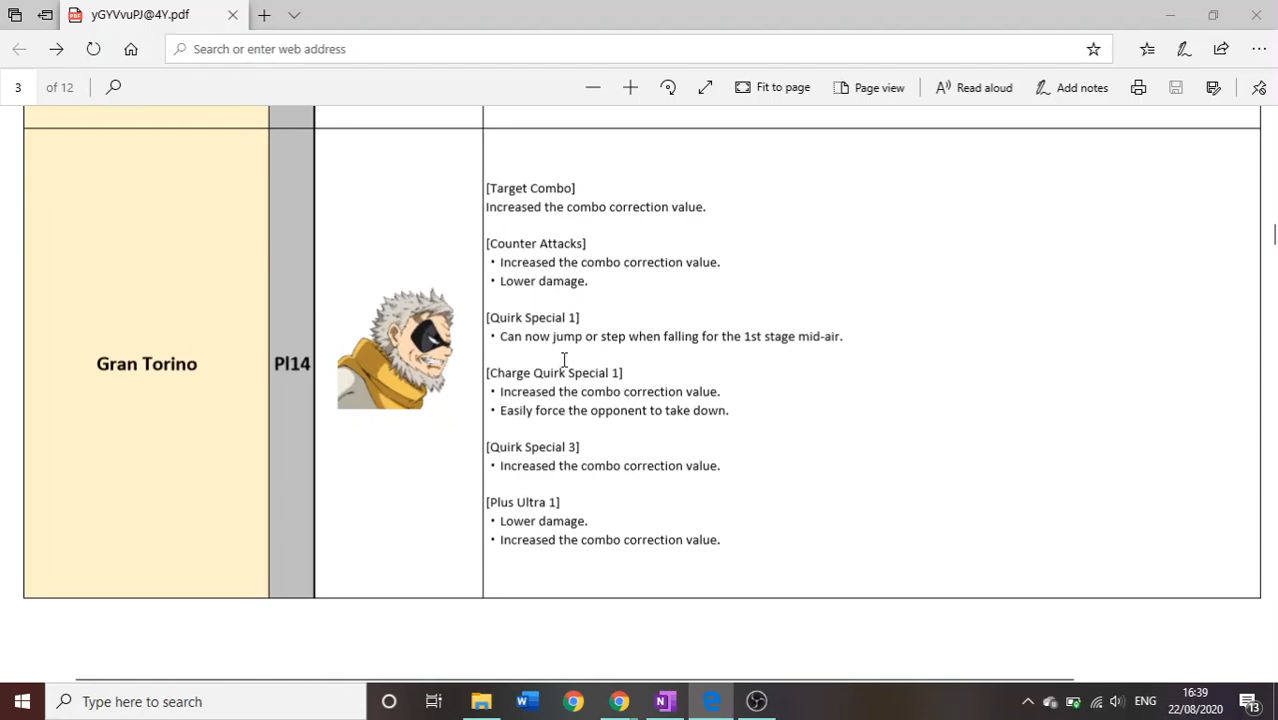 yGYVvuPJ@4Y.pdf
Search or enter web address
3 of 12
Fit to page
Page view
Read aloud
Add notes
[Target Combo]
Increased the combo correction value.
[Counter Attacks]
・Increased the combo correction value.
・Lower damage.
[Quirk Special 1]
・Can now jump or step when falling for the 1st stage mid-air.
Gran Torino
Pl14
[Charge Quirk Special 1]
・Increased the combo correction value.
・Easily force the opponent to take down.
[Quirk Special 3]
・Increased the combo correction value.
[Plus Ultra 1]
・Lower damage.
・Increased the combo correction value.
Type here to search
ENG
16:39
22/08/2020
13